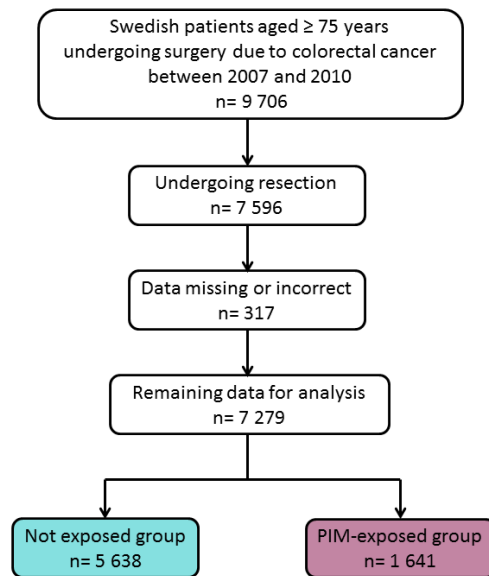 Swedish patients aged ≥ 75 years
undergoing surgery due to colorectal cancer
between 2007 and 2010
n= 9 706
Undergoing resection
n= 7 596
Data missing or incorrect
n= 317
Remaining data for analysis
n= 7 279
Not exposed group
n= 5 638
PIM-exposed group
n= 1 641